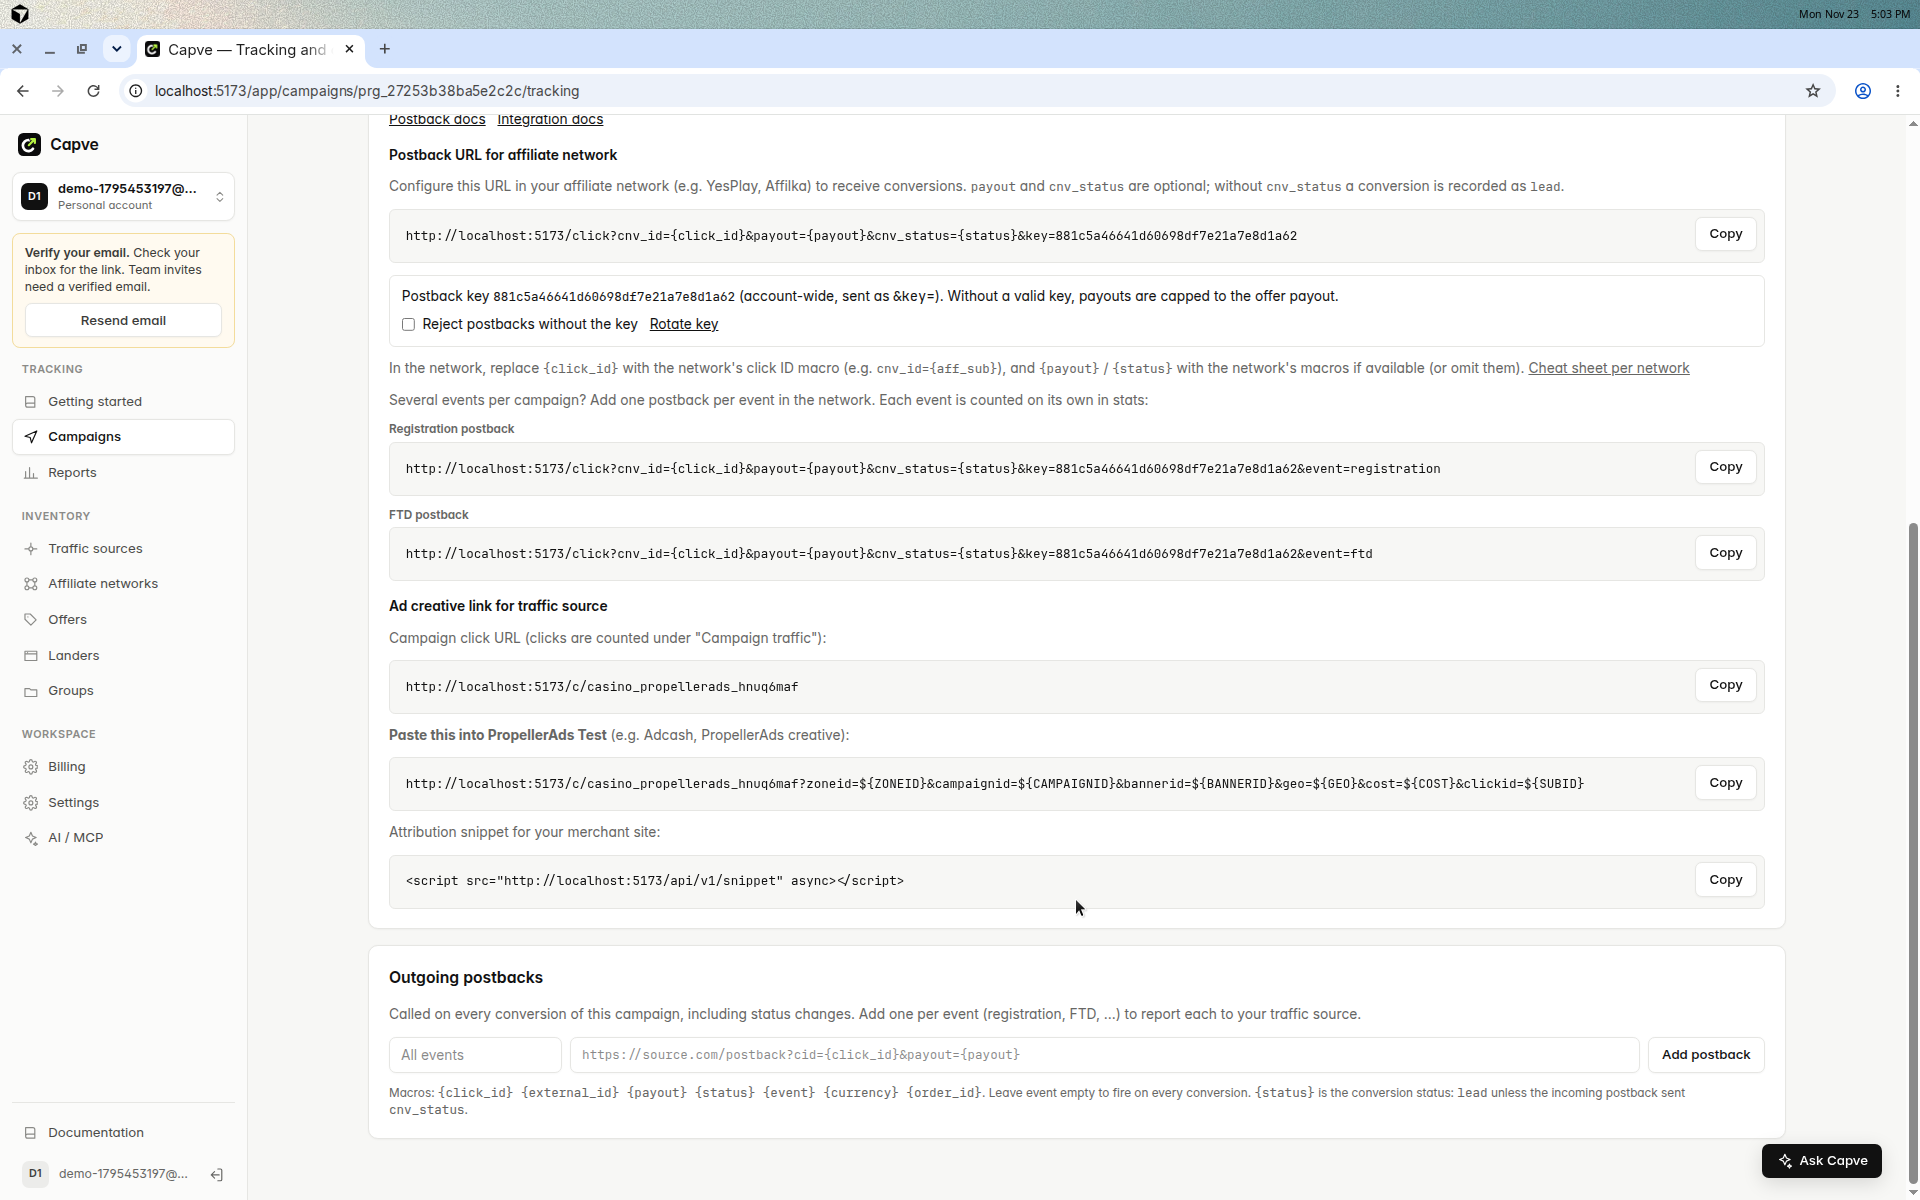 Mon Nov 23 5:03 PM
Capve — Tracking and
localhost:5173/app/campaigns/prg_27253b38ba5e2c2c/tracking
Capve
D1
demo-1795453197@...
Personal account
Verify your email. Check your
inbox for the link. Team invites
need a verified email.
Resend email
TRACKING
Getting started
Campaigns
Reports
INVENTORY
Traffic sources
Affiliate networks
Offers
Landers
Groups
WORKSPACE
Billing
Settings
AI / MCP
Documentation
D1 demo-1795453197@...
Postback docs Integration docs
Postback URL for affiliate network
Configure this URL in your affiliate network (e.g. YesPlay, Affilka) to receive conversions. payout and cnv_status are optional; without cnv_status a conversion is recorded as lead.
http://localhost:5173/click?cnv_id={click_id}&payout={payout}&cnv_status={status}&key=881c5a46641d60698df7e21a7e8d1a62
Copy
Postback key 881c5a46641d60698df7e21a7e8d1a62 (account-wide, sent as &key=). Without a valid key, payouts are capped to the offer payout.
Reject postbacks without the key Rotate key
In the network, replace {click_id} with the network's click ID macro (e.g. cnv_id={aff_sub}), and {payout} / {status} with the network's macros if available (or omit them). Cheat sheet per network
Several events per campaign? Add one postback per event in the network. Each event is counted on its own in stats:
Registration postback
http://localhost:5173/click?cnv_id={click_id}&payout={payout}&cnv_status={status}&key=881c5a46641d60698df7e21a7e8d1a62&event=registration
Copy
FTD postback
http://localhost:5173/click?cnv_id={click_id}&payout={payout}&cnv_status={status}&key=881c5a46641d60698df7e21a7e8d1a62&event=ftd
Copy
Ad creative link for traffic source
Campaign click URL (clicks are counted under "Campaign traffic"):
http://localhost:5173/c/casino_propellerads_hnuq6maf
Copy
Paste this into PropellerAds Test (e.g. Adcash, PropellerAds creative):
http://localhost:5173/c/casino_propellerads_hnuq6maf?zoneid=${ZONEID}&campaignid=${CAMPAIGNID}&bannerid=${BANNERID}&geo=${GEO}&cost=${COST}&clickid=${SUBID}
Copy
Attribution snippet for your merchant site:
<script src="http://localhost:5173/api/v1/snippet" async></script>
Copy
Outgoing postbacks
Called on every conversion of this campaign, including status changes. Add one per event (registration, FTD, ...) to report each to your traffic source.
All events
https://source.com/postback?cid={click_id}&payout={payout}
Add postback
Macros: {click_id} {external_id} {payout} {status} {event} {currency} {order_id}. Leave event empty to fire on every conversion. {status} is the conversion status: lead unless the incoming postback sent
cnv_status.
Ask Capve